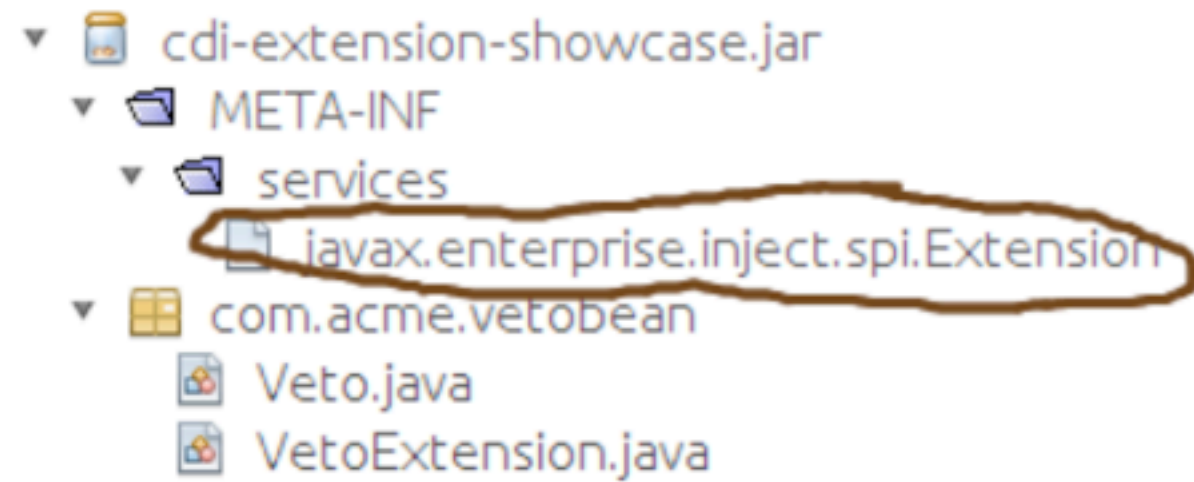 cdi-extension-showcase.jar
META-INF
services
javax.enterprise.inject.spi.Extension
com.acme.vetobean
Veto.java
VetoExtension.java